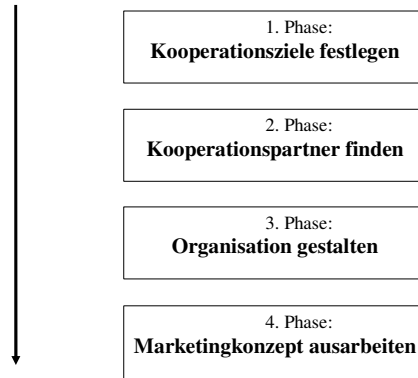 1. Phase:
Kooperationsziele festlegen
2. Phase:
Kooperationspartner finden
3. Phase:
Organisation gestalten
4. Phase:
Marketingkonzept ausarbeiten